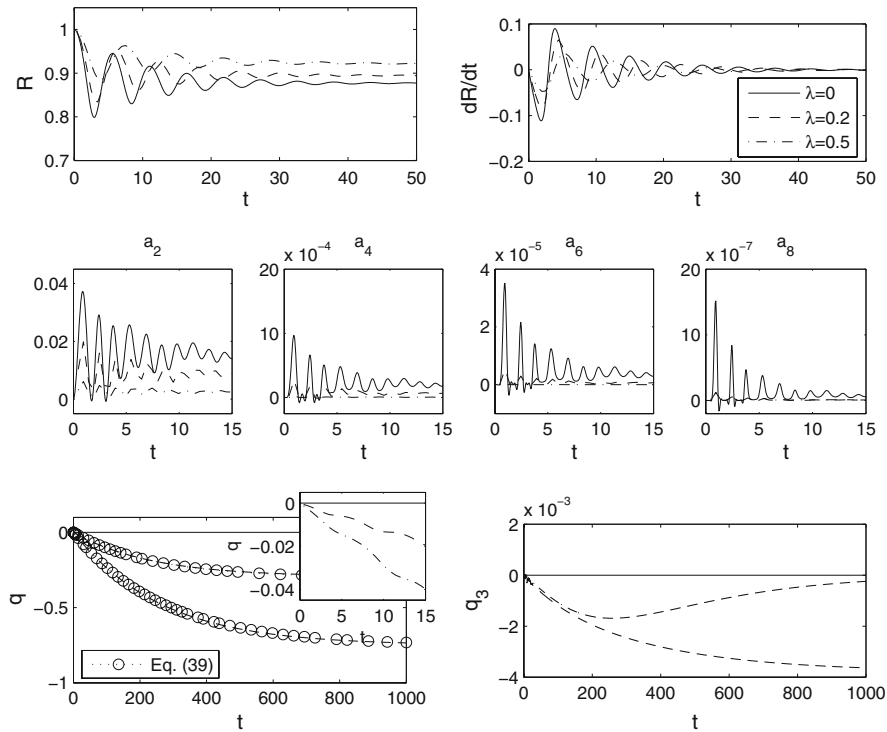 1
0.9
0.8
0.7
R
0 10 20 30 40 50
t
0.1
0
−0.1
−0.2
dR/dt
λ=0
λ=0.2
λ=0.5
0 10 20 30 40 50
t
a2
0.04
0.02
0
0 5 10 15
t
x 10−4
a4
20
10
0
0 5 10 15
t
x 10−5
a6
4
2
0
0 5 10 15
t
x 10−7
a8
20
10
0
0 5 10 15
t
0
−0.5
−1
q
Eq. (39)
0 200 400 600 800 1000
t
0
−0.02
−0.04
q
0 5 10 15
t
x 10−3
2
0
−2
−4
q3
0 200 400 600 800 1000
t